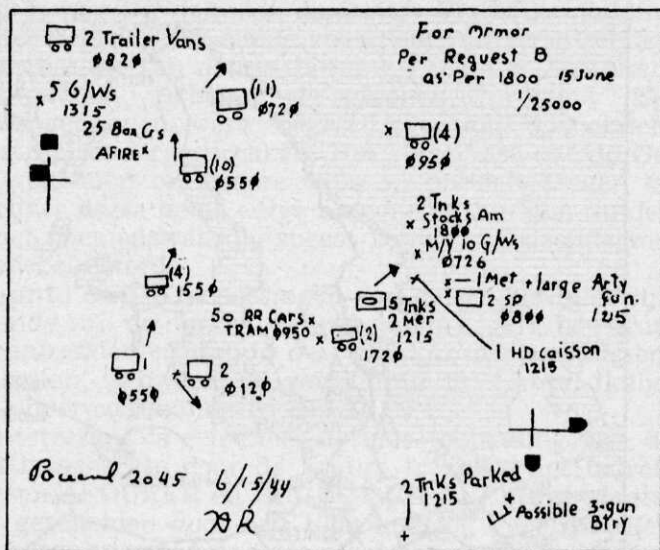 2 Trailer Vans
Ø82Ø
5 G/Ws
1315
(11)
Ø72Ø
25 Box Cs
AFIRE
(10)
Ø55Ø
For Armor
Per Request B
as Per 1800 15 June
1/25000
(4)
Ø95Ø
2 Tnks
Stocks Am
18ØØ
M/Y 10 G/Ws
Ø726
(4)
155Ø
50 RR Cars
TRAM Ø950
(2)
172Ø
5 Tnks
2 Mer
1215
1 Met + large Arty
Gun.
125
2 SP
Ø8ØØ
1 HD caisson
1215
1
Ø55Ø
2
Ø12Ø
2045 6/15/44
2 Tnks Parked
1215
Possible 3-gun
Btry